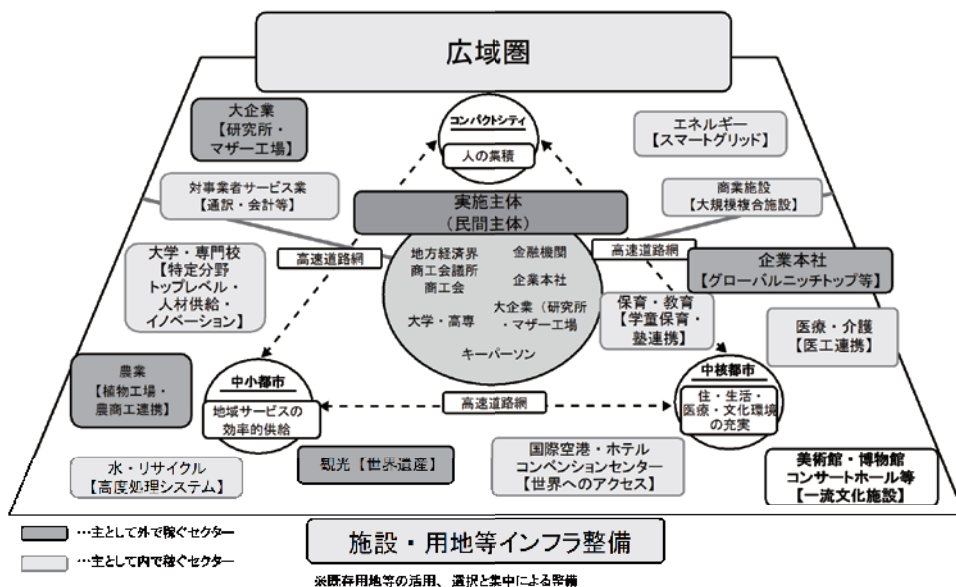 広域圏
大企業
【研究所・
マザー工場】
コンパクトシティ
人の集積
エネルギー
【スマートグリッド】
対事業者サービス業
【通訳・会計等】
実施主体
（民間主体）
商業施設
【大規模複合施設】
大学・専門校
【特定分野
トップレベル・
人材供給・
イノベーション】
高速道路網
地方経済界
商工会議所
商工会
金融機関
企業本社
大学・高専
大企業（研究所
・マザー工場
キーパーソン
高速道路網
企業本社
【グローバルニッチトップ等】
保育・教育
【学童保育・
塾連携】
医療・介護
【医工連携】
農業
【植物工場・
農商工連携】
中小都市
地域サービスの
効率的供給
高速道路網
中核都市
住・生活・
医療・文化環境
の充実
水・リサイクル
【高度処理システム】
観光【世界遺産】
国際空港・ホテル
コンベンションセンター
【世界へのアクセス】
美術館・博物館
コンサートホール等
【一流文化施設】
…主として外で稼ぐセクター
…主として内で稼ぐセクター
施設・用地等インフラ整備
※既存用地等の活用、選択と集中による整備